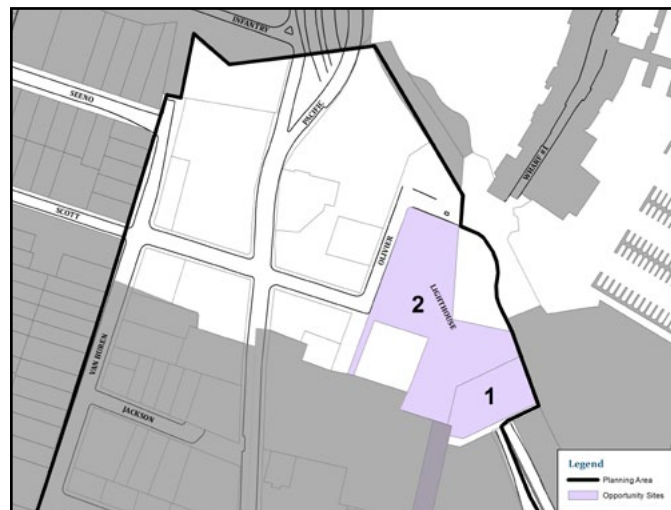 INFANTRY
SEENO
PACIFIC
WHARF #1
SCOTT
OLIVIER
LIGHTHOUSE
2
VAN BUREN
1
JACKSON
Legend
Planning Area
Opportunity Sites